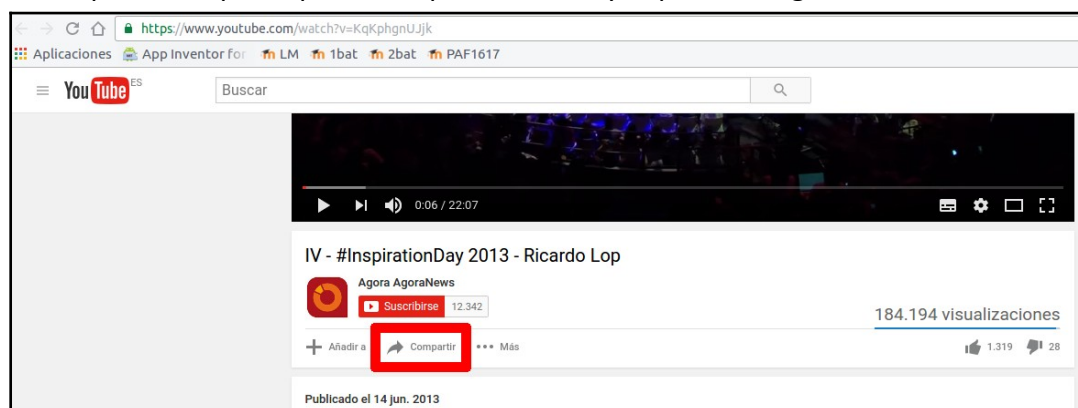 https://www.youtube.com/watch?v=KqKphgnUJjk
Aplicaciones App Inventor for LM 1bat 2bat PAF1617
YouTube ES Buscar
0:06 / 22:07
IV - #InspirationDay 2013 - Ricardo Lop
Agora AgoraNews
Suscribirse 12.342
184.194 visualizaciones
Añadir a Compartir Más 1.319 28
Publicado el 14 jun. 2013